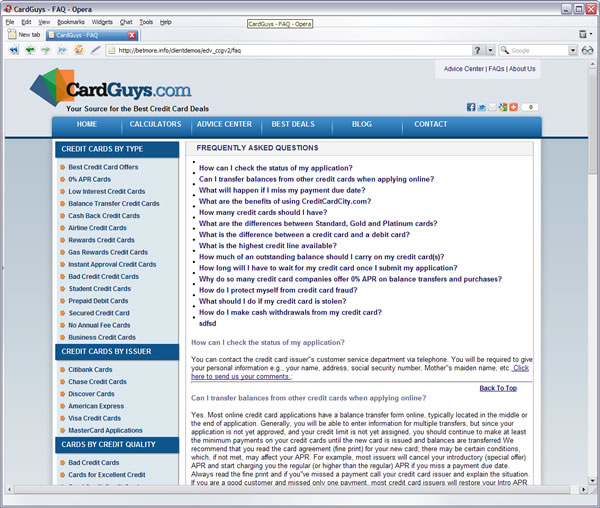 CardGuys - FAQ - Opera
File Edit View Bookmarks Widgets Chat Tools Help
CardGuys - FAQ - Opera
New tab CardGuys - FAQ
http://betmore.info/clientdemos/edv_ccgv2/faq
? Google
Advice Center | FAQs | About Us
CardGuys.com
Your Source for the Best Credit Card Deals
0
HOME CALCULATORS ADVICE CENTER BEST DEALS BLOG CONTACT
CREDIT CARDS BY TYPE
Best Credit Card Offers
0% APR Cards
Low Interest Credit Cards
Balance Transfer Credit Cards
Cash Back Credit Cards
Airline Credit Cards
Rewards Credit Cards
Gas Rewards Credit Cards
Instant Approval Credit Cards
Bad Credit Credit Cards
Student Credit Cards
Prepaid Debit Cards
Secured Credit Card
No Annual Fee Cards
Business Credit Cards
CREDIT CARDS BY ISSUER
Citibank Cards
Chase Credit Cards
Discover Cards
American Express
Visa Credit Cards
MasterCard Applications
CARDS BY CREDIT QUALITY
Bad Credit Cards
Cards for Excellent Credit
FREQUENTLY ASKED QUESTIONS
How can I check the status of my application?
Can I transfer balances from other credit cards when applying online?
What will happen if I miss my payment due date?
What are the benefits of using CreditCardCity.com?
How many credit cards should I have?
What are the differences between Standard, Gold and Platinum cards?
What is the difference between a credit card and a debit card?
What is the highest credit line available?
How much of an outstanding balance should I carry on my credit card(s)?
How long will I have to wait for my credit card once I submit my application?
Why do so many credit card companies offer 0% APR on balance transfers and purchases?
How do I protect myself from credit card fraud?
What should I do if my credit card is stolen?
How do I make cash withdrawals from my credit card?
sdfsd
How can I check the status of my application?
You can contact the credit card issuer"s customer service department via telephone. You will be required to give
your personal information e.g., your name, address, social security number, Mother"s maiden name, etc. Click
here to send us your comments.:
Back To Top
Can I transfer balances from other credit cards when applying online?
Yes. Most online credit card applications have a balance transfer form online, typically located in the middle or
the end of application. Generally, you will be able to enter information for multiple transfers, but since your
application is not yet approved, and your credit limit is not yet assigned, you should continue to make at least
the minimum payments on your credit cards until the new card is issued and balances are transferred.We
recommend that you read the card agreement (fine print) for your new card; there may be certain conditions,
which, if not met, may affect your APR. For example, most issuers will cancel your introductory (special offer)
APR and start charging you the regular (or higher than the regular) APR if you miss a payment due date.
Always read the fine print and if you"ve missed a payment call your credit card issuer and explain the situation.
If you are a good customer and missed only one payment, most credit card issuers will restore your Intro APR